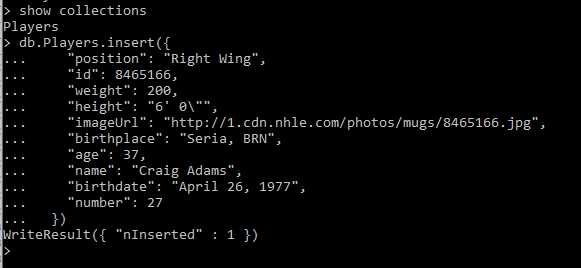 > show collections
Players
> db.Players.insert({
...     "position": "Right Wing",
...     "id": 8465166,
...     "weight": 200,
...     "height": "6' 0\"",
...     "imageUrl": "http://1.cdn.nhle.com/photos/mugs/8465166.jpg",
...     "birthplace": "Seria, BRN",
...     "age": 37,
...     "name": "Craig Adams",
...     "birthdate": "April 26, 1977",
...     "number": 27
...   })
WriteResult({ "nInserted" : 1 })
>